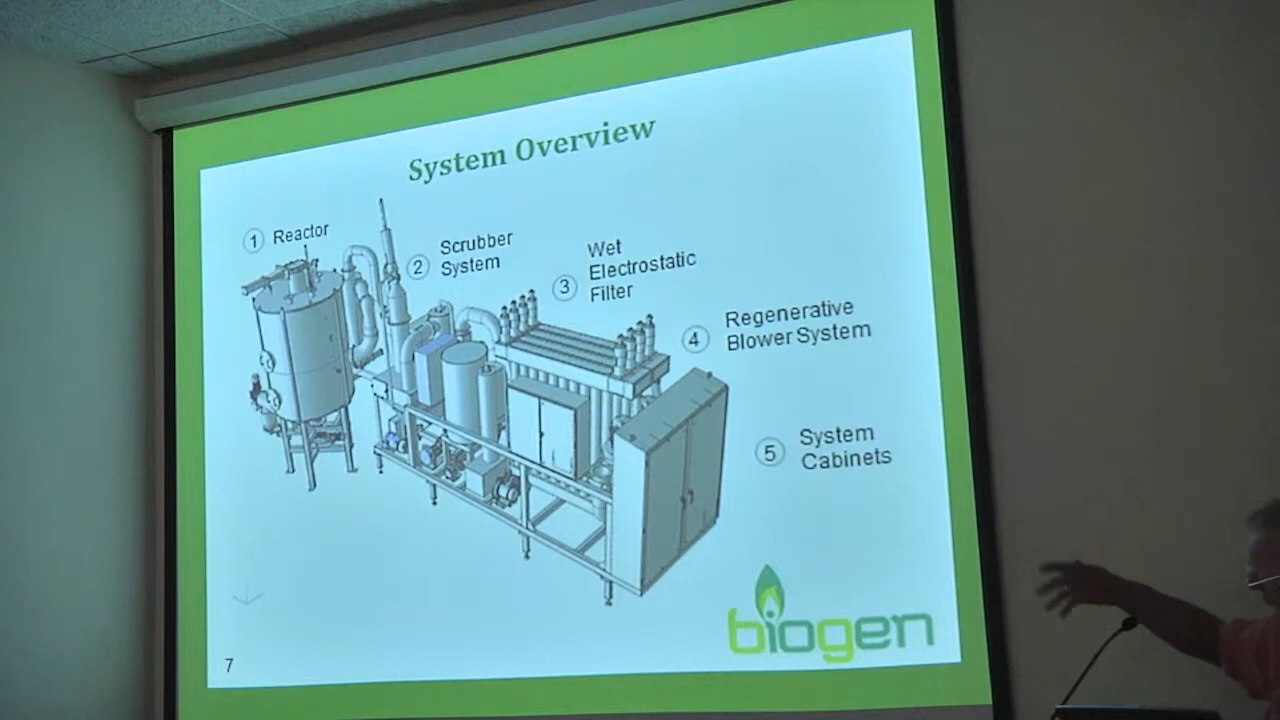 System Overview
1 Reactor
2 Scrubber
System
3 Wet
Electrostatic
Filter
4 Regenerative
Blower System
5 System
Cabinets
biogen
7